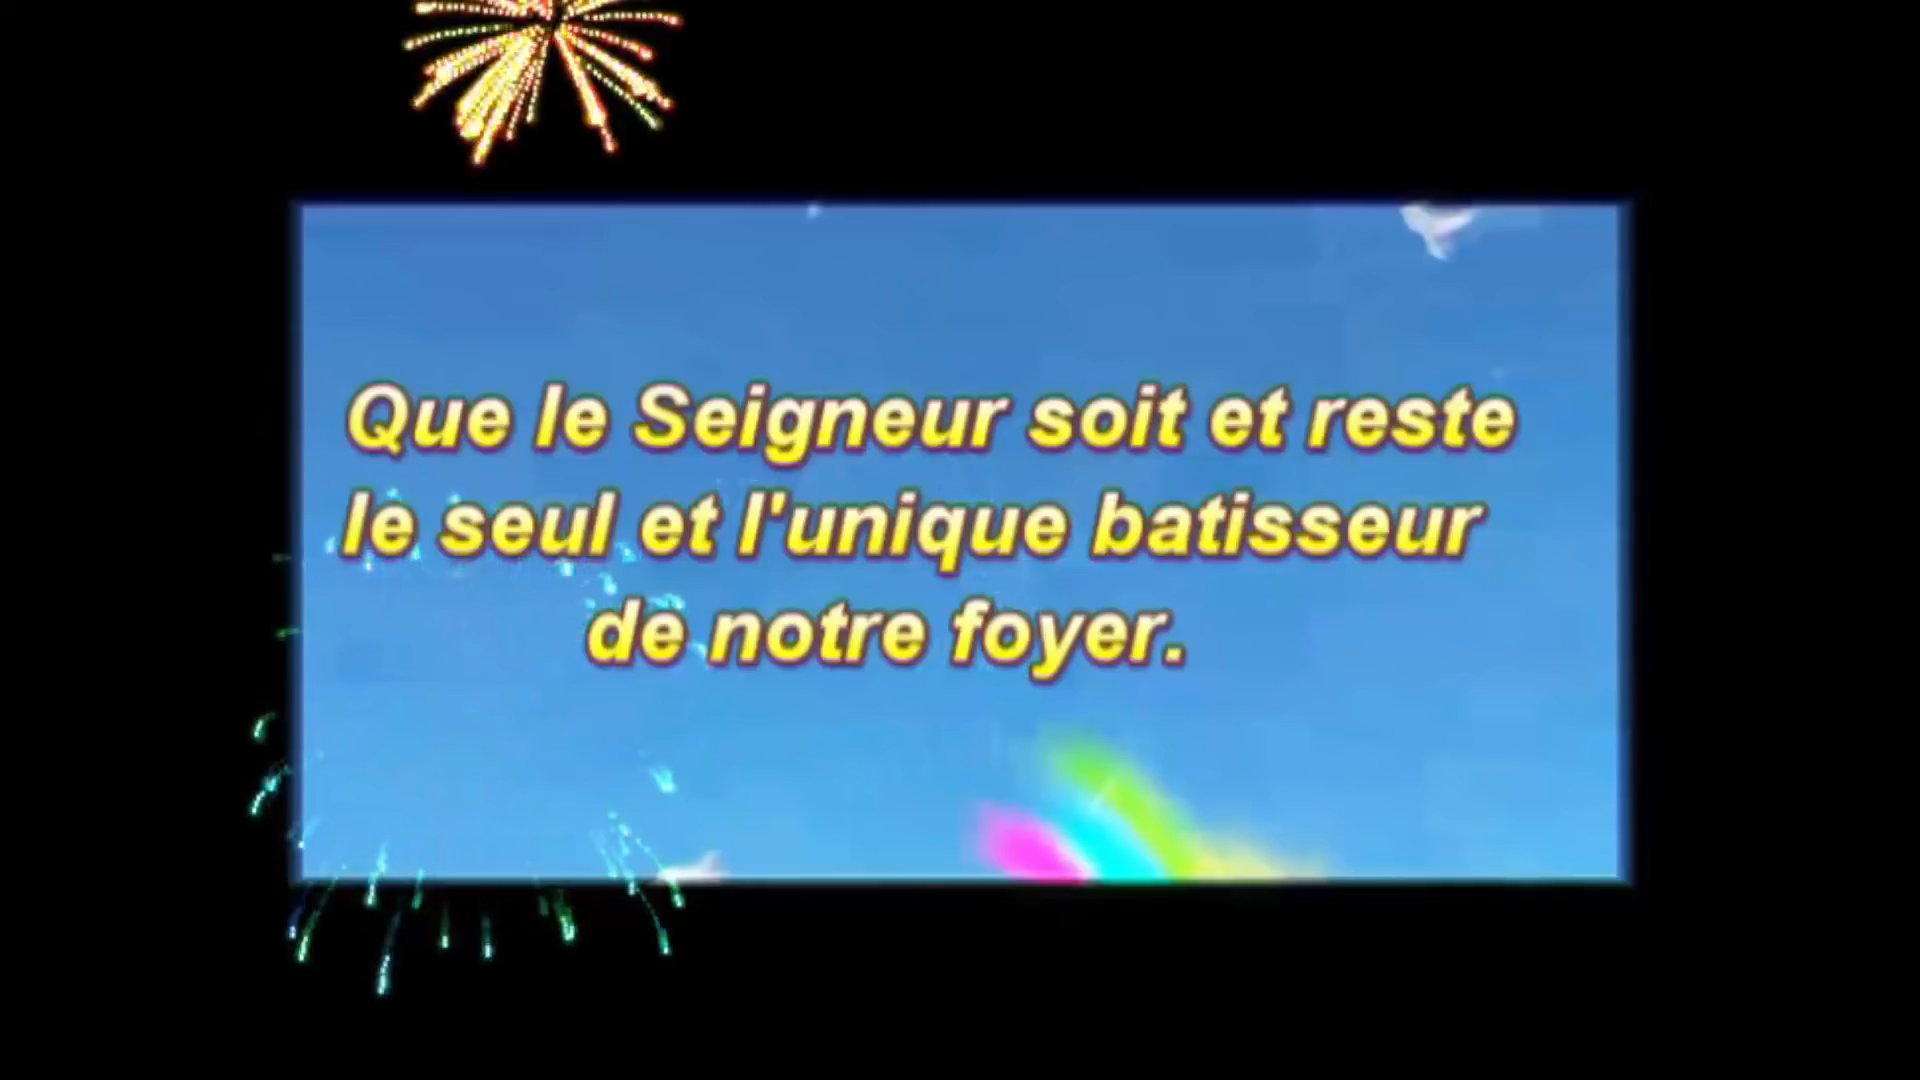 Que le Seigneur soit et reste
le seul et l'unique batisseur
de notre foyer.